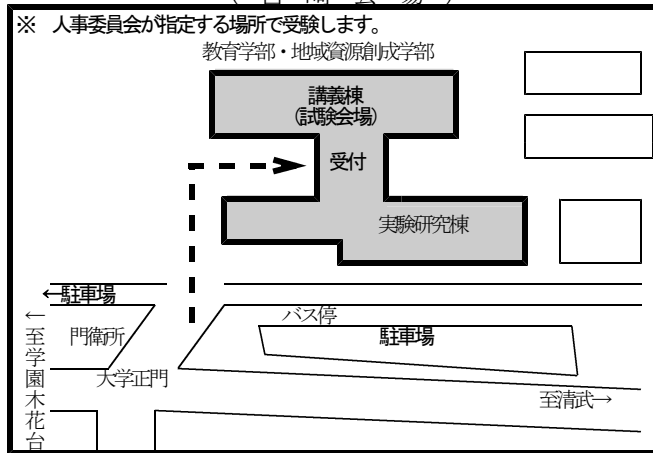 ※ 人事委員会が指定する場所で受験します。
教育学部・地域資源創成学部
講義棟
(試験会場)
受付
実験研究棟
←駐車場
バス停
門衛所
駐車場
大学正門
至清武→
←至学園木花台